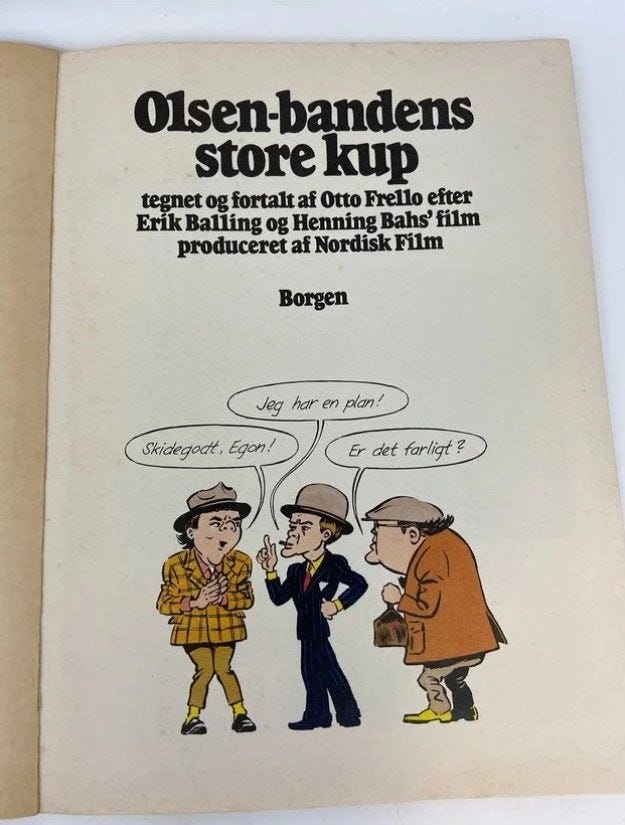 Olsen-bandens
store kup
tegnet og fortalt af Otto Frello efter
Erik Balling og Henning Bahs' film
produceret af Nordisk Film
Borgen
Jeg har en plan!
Skidegodt, Egon!
Er det farligt?